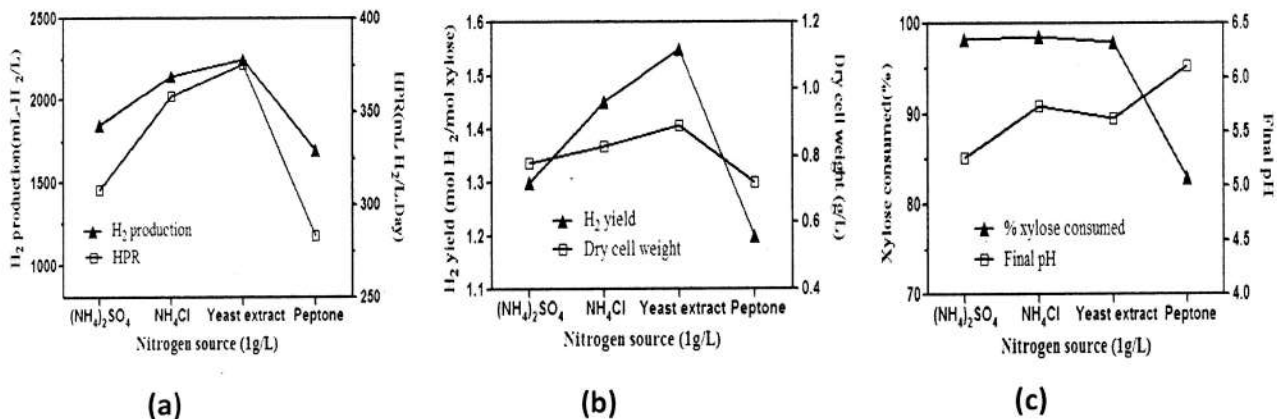 2500
2000
1500
1000
H2 production(mL-H2/L)
400
350
300
250
HPR(mL H2/L.Day)
H2 production
HPR
(NH4)2SO4 NH4Cl Yeast extract Peptone
Nitrogen source (1g/L)
(a)
1.6
1.5
1.4
1.3
1.2
1.1
H2 yield (mol H2/mol xylose)
1.2
1.0
0.8
0.6
0.4
Dry cell weight (g/L)
H2 yield
Dry cell weight
(NH4)2SO4 NH4Cl Yeast extract Peptone
Nitrogen source (1g/L)
(b)
100
90
80
70
Xylose consumed(%)
6.5
6.0
5.5
5.0
4.5
4.0
Final pH
% xylose consumed
Final pH
(NH4)2SO4 NH4Cl Yeast extract Peptone
Nitrogen source (1g/L)
(c)